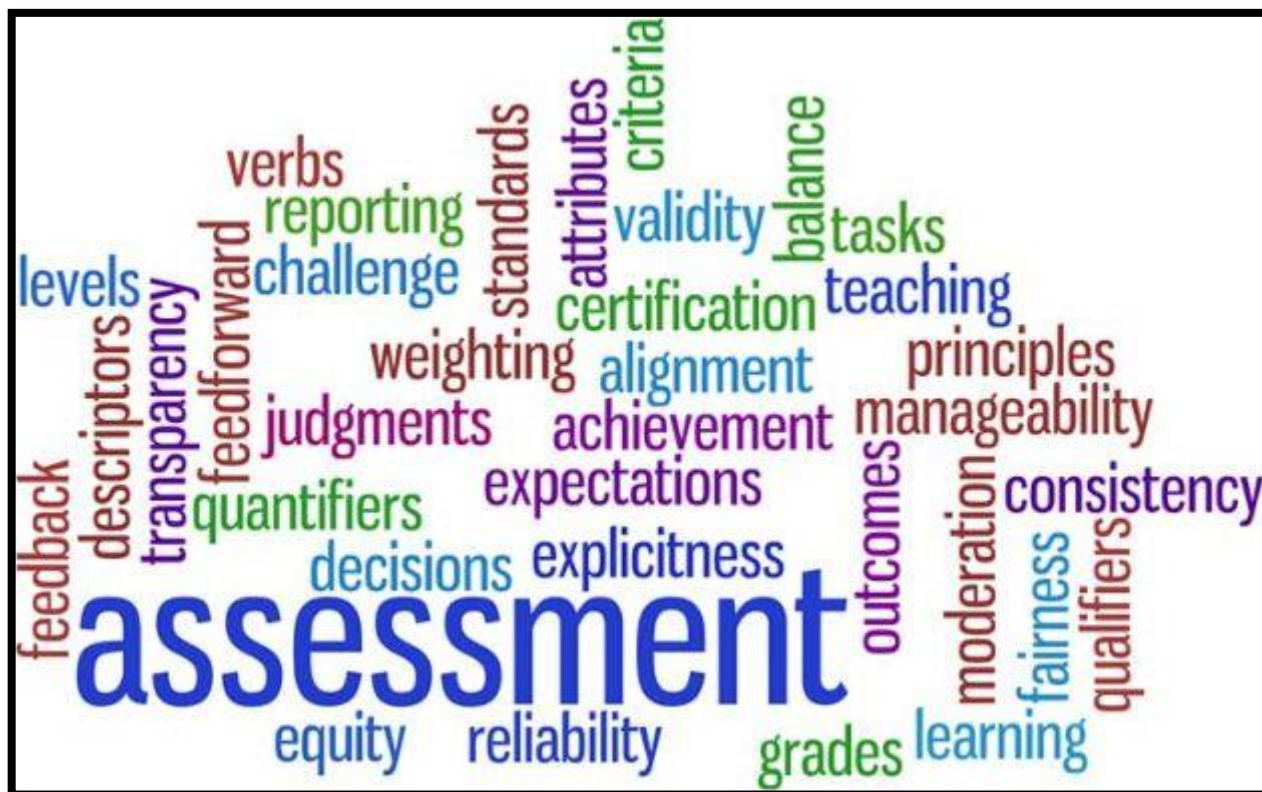 criteria
attributes
standards
balance
verbs
reporting
validity
tasks
levels
challenge
feedforward
transparency
descriptors
certification
teaching
weighting
alignment
principles
judgments
achievement
manageability
feedback
quantifiers
expectations
outcomes
moderation
consistency
decisions
explicitness
fairness
qualifiers
assessment
equity
reliability
grades
learning